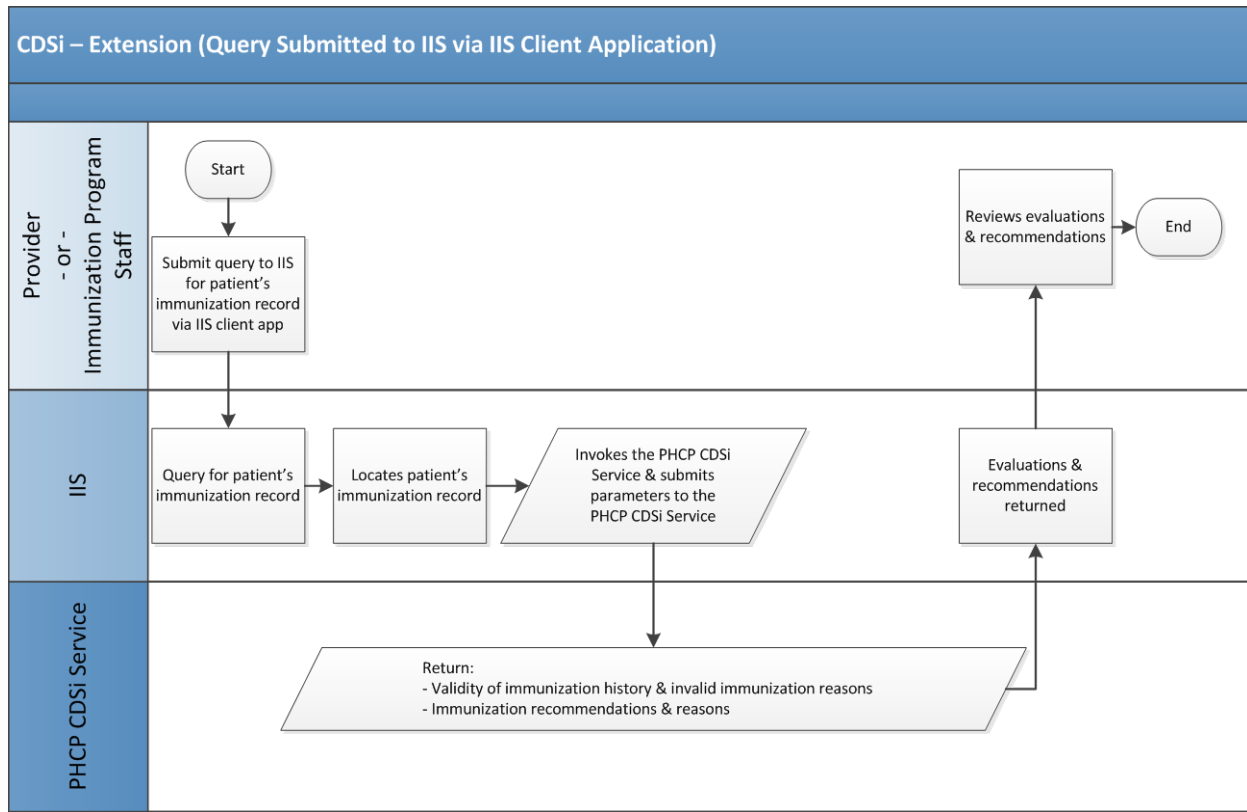 CDSi – Extension (Query Submitted to IIS via IIS Client Application)
Provider
- or -
Immunization Program
Staff
Start
Submit query to IIS
for patient's
immunization record
via IIS client app
Reviews evaluations
& recommendations
End
IIS
Query for patient's
immunization record
Locates patient's
immunization record
Invokes the PHCP CDSi
Service & submits
parameters to the
PHCP CDSi Service
Evaluations &
recommendations
returned
PHCP CDSi Service
Return:
- Validity of immunization history & invalid immunization reasons
- Immunization recommendations & reasons